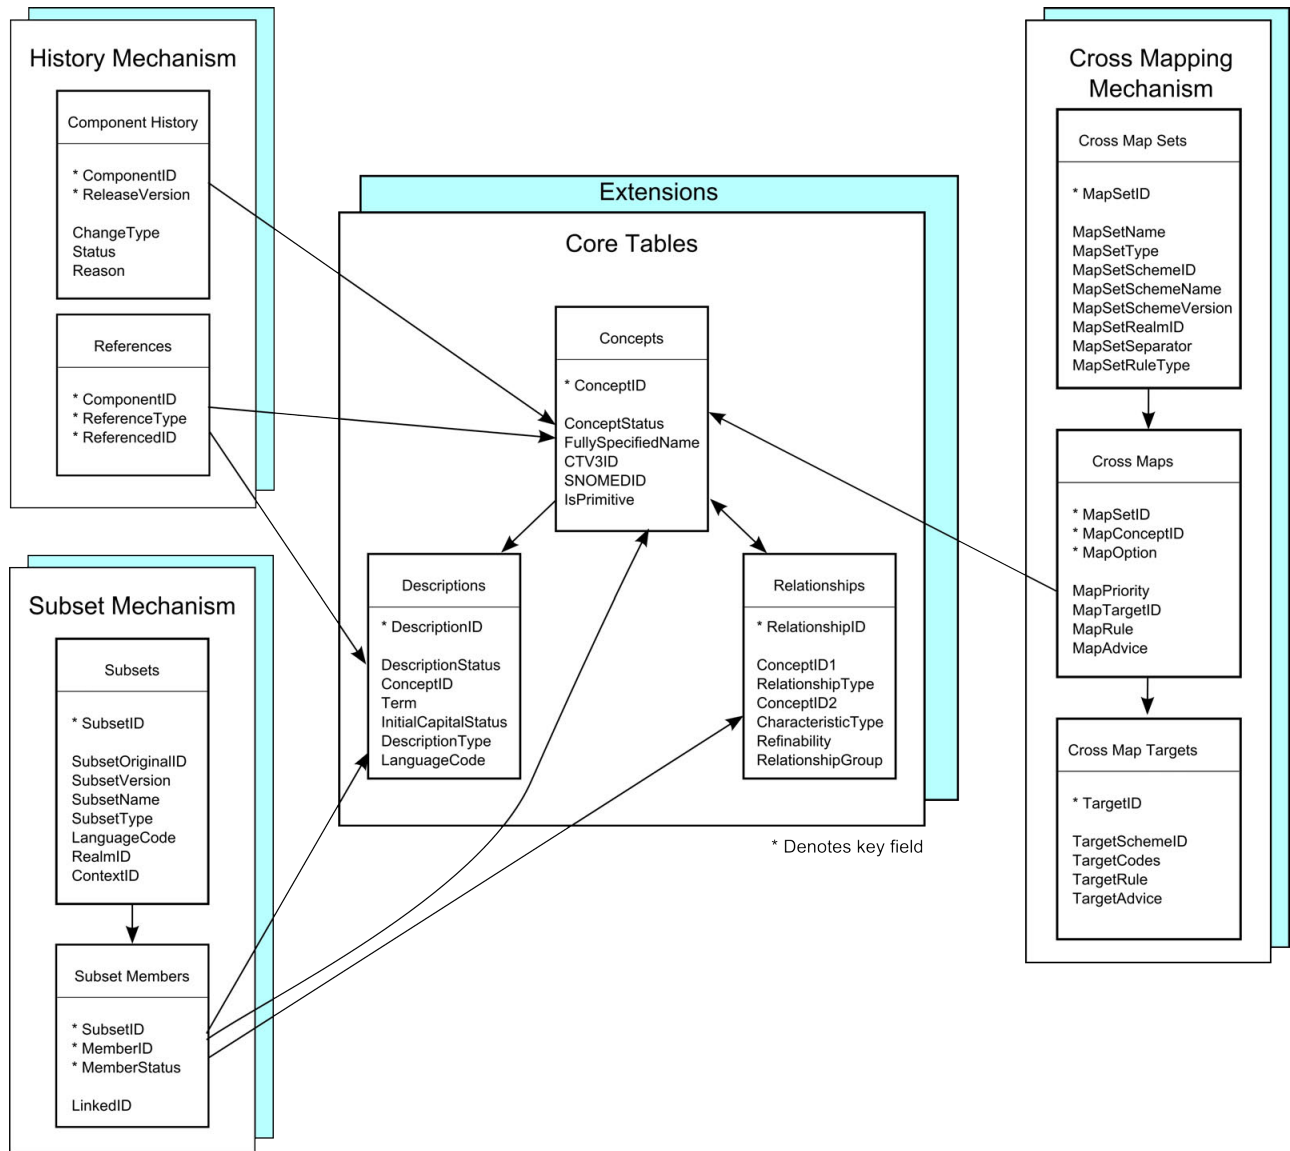 History Mechanism
Component History
* ComponentID
* ReleaseVersion
ChangeType
Status
Reason
References
* ComponentID
* ReferenceType
* ReferencedID
Subset Mechanism
Subsets
* SubsetID
SubsetOriginalID
SubsetVersion
SubsetName
SubsetType
LanguageCode
RealmID
ContextID
Subset Members
* SubsetID
* MemberID
* MemberStatus
LinkedID
Extensions
Core Tables
Concepts
* ConceptID
ConceptStatus
FullySpecifiedName
CTV3ID
SNOMEDID
IsPrimitive
Descriptions
* DescriptionID
DescriptionStatus
ConceptID
Term
InitialCapitalStatus
DescriptionType
LanguageCode
Relationships
* RelationshipID
ConceptID1
RelationshipType
ConceptID2
CharacteristicType
Refinability
RelationshipGroup
* Denotes key field
Cross Mapping
Mechanism
Cross Map Sets
* MapSetID
MapSetName
MapSetType
MapSetSchemeID
MapSetSchemeName
MapSetSchemeVersion
MapSetRealmID
MapSetSeparator
MapSetRuleType
Cross Maps
* MapSetID
* MapConceptID
* MapOption
MapPriority
MapTargetID
MapRule
MapAdvice
Cross Map Targets
* TargetID
TargetSchemeID
TargetCodes
TargetRule
TargetAdvice